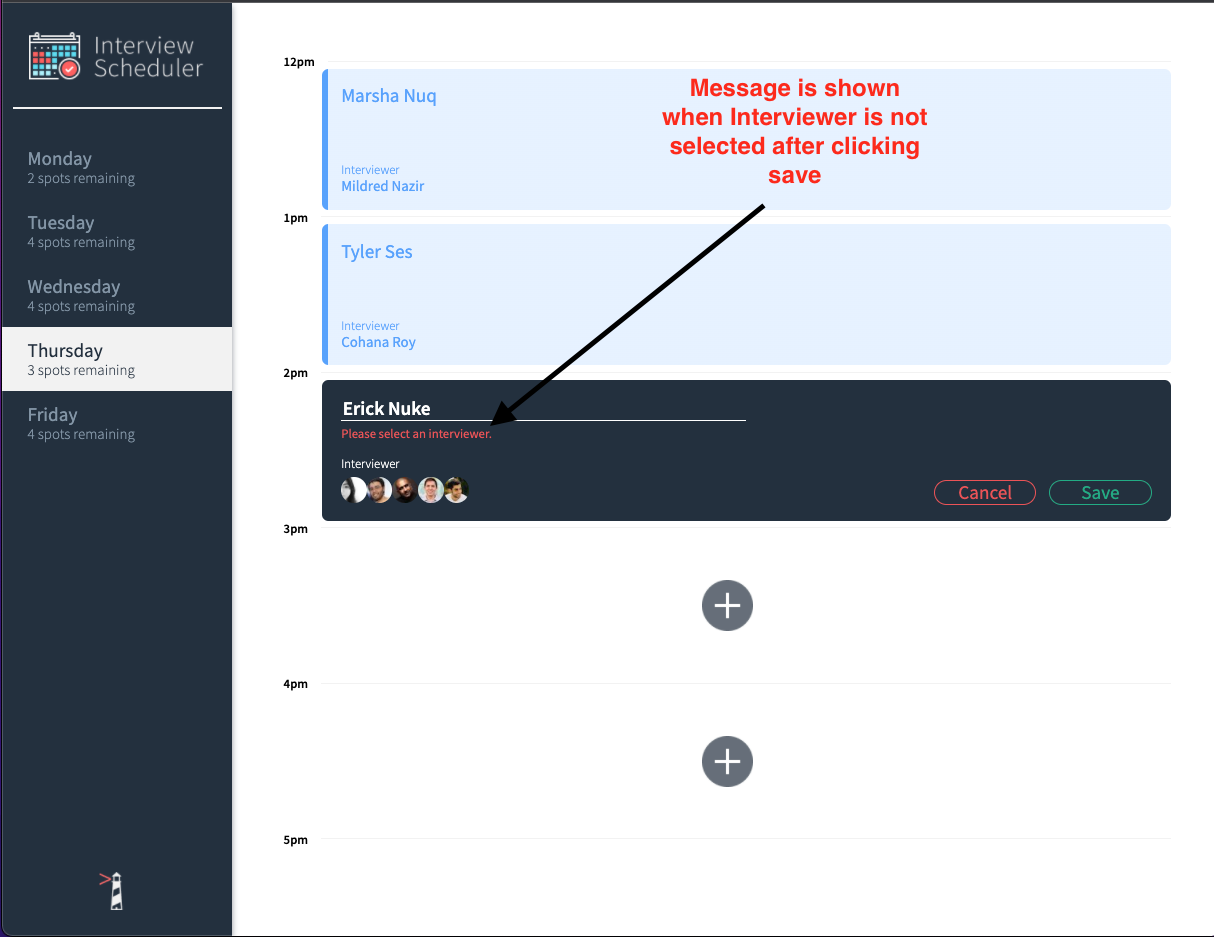 Interview
Scheduler
Monday
2 spots remaining
Tuesday
4 spots remaining
Wednesday
4 spots remaining
Thursday
3 spots remaining
Friday
4 spots remaining
>
12pm
Marsha Nuq
Interviewer
Mildred Nazir
Message is shown
when Interviewer is not
selected after clicking
save
1pm
Tyler Ses
Interviewer
Cohana Roy
2pm
Erick Nuke
Please select an interviewer.
Interviewer
Cancel
Save
3pm
4pm
5pm